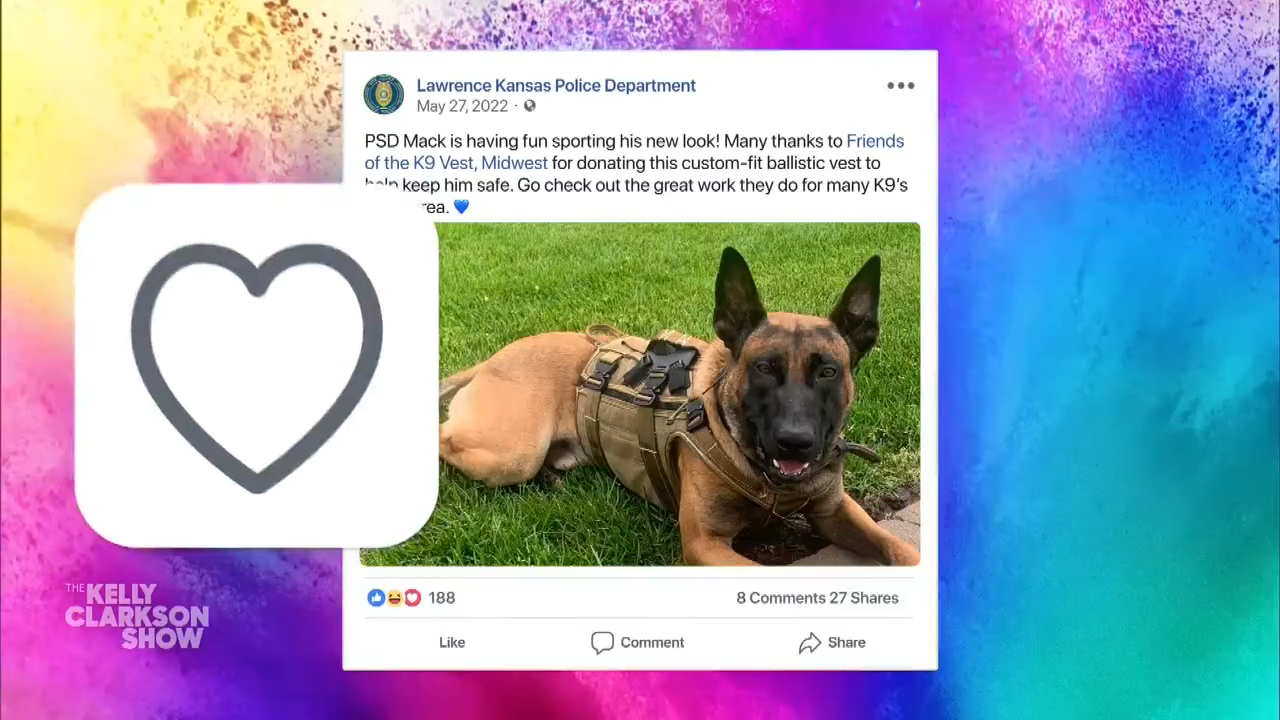 Lawrence Kansas Police Department
May 27, 2022 ·
PSD Mack is having fun sporting his new look! Many thanks to Friends
of the K9 Vest, Midwest for donating this custom-fit ballistic vest to
help keep him safe. Go check out the great work they do for many K9's
rea. 💙
188
8 Comments 27 Shares
Like
Comment
Share
THE
KELLY
CLARKSON
SHOW